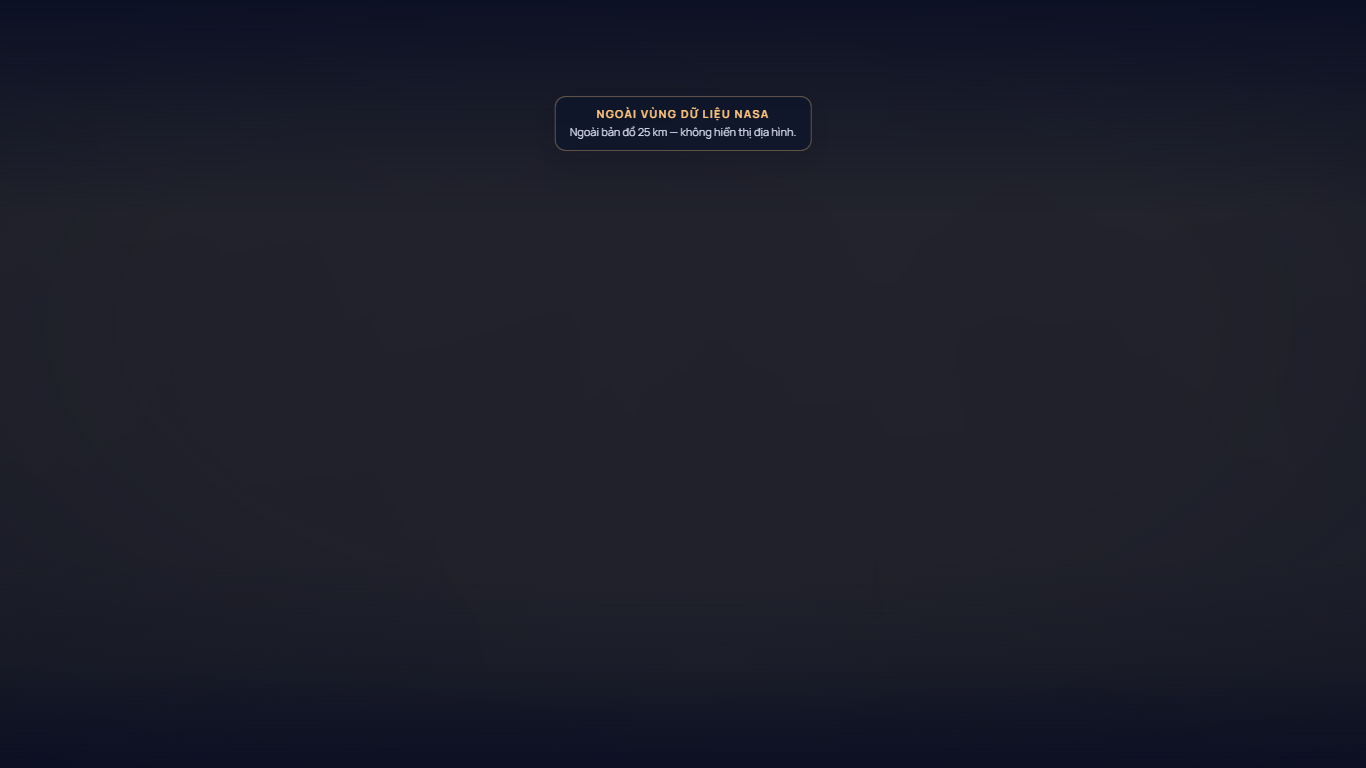 NGOÀI VÙNG DỮ LIỆU NASA
Ngoài bản đồ 25 km — không hiển thị địa hình.